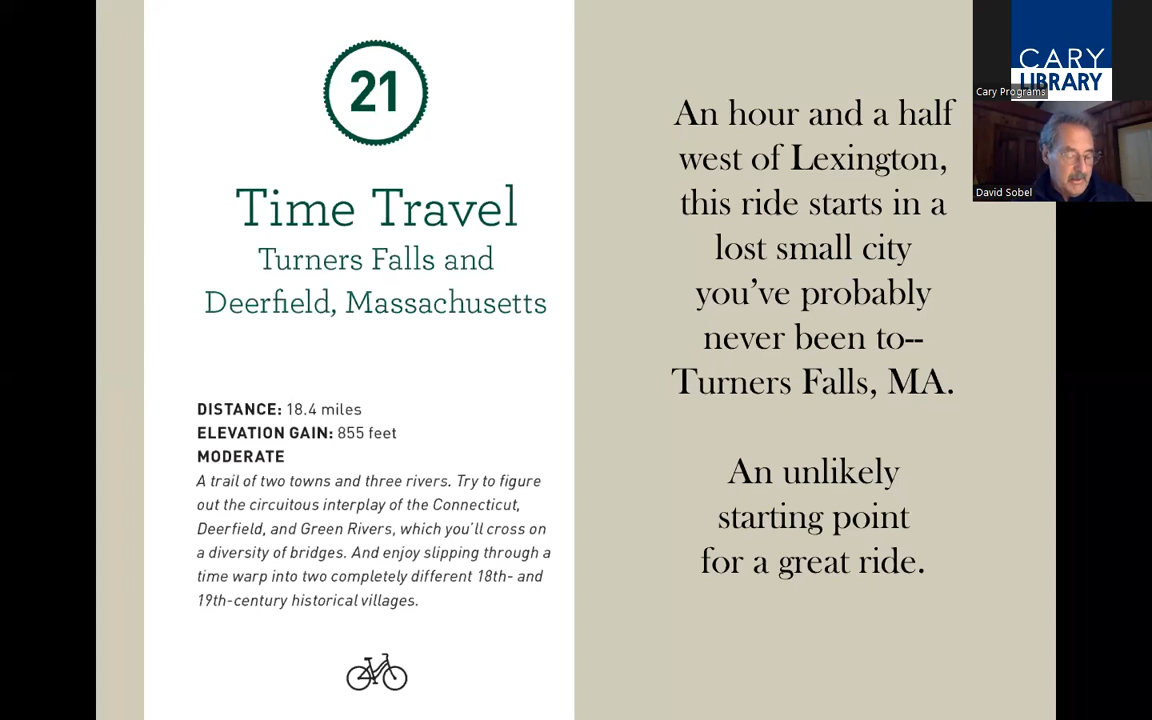 21
Time Travel
Turners Falls and
Deerfield, Massachusetts
DISTANCE: 18.4 miles
ELEVATION GAIN: 855 feet
MODERATE
A trail of two towns and three rivers. Try to figure
out the circuitous interplay of the Connecticut,
Deerfield, and Green Rivers, which you'll cross on
a diversity of bridges. And enjoy slipping through a
time warp into two completely different 18th- and
19th-century historical villages.
An hour and a half
west of Lexington,
this ride starts in a
lost small city
you've probably
never been to--
Turners Falls, MA.
An unlikely
starting point
for a great ride.
CARY
LIBRARY
Cary Programs
David Sobel